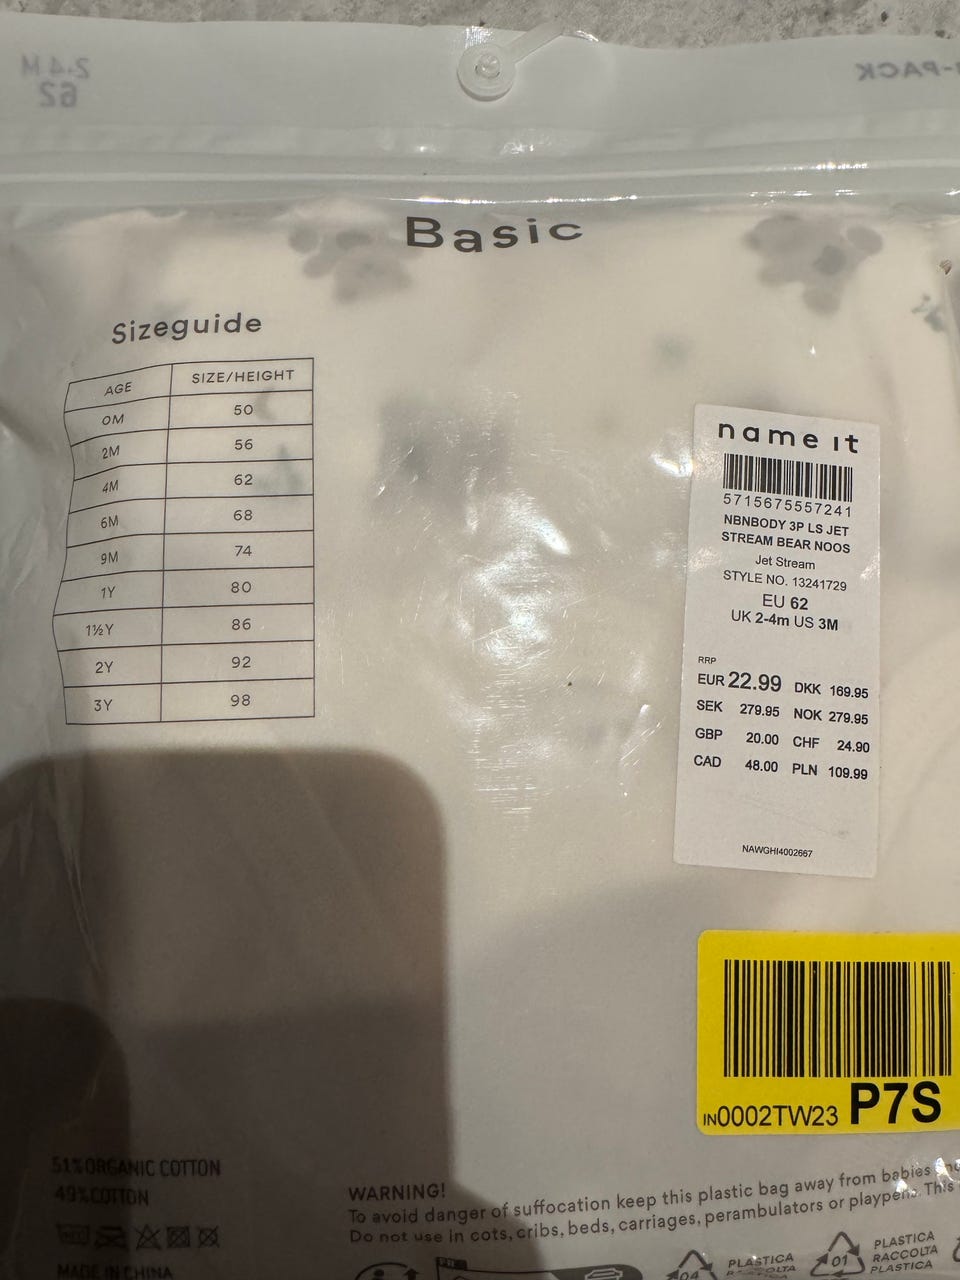 2-4 M
62
3-PACK
Basic
Sizeguide
AGE SIZE/HEIGHT
0M 50
2M 56
4M 62
6M 68
9M 74
1Y 80
1½Y 86
2Y 92
3Y 98
name it
5715675557241
NBNBODY 3P LS JET
STREAM BEAR NOOS
Jet Stream
STYLE NO. 13241729
EU 62
UK 2-4m US 3M
RRP
EUR 22.99 DKK 169.95
SEK 279.95 NOK 279.95
GBP 20.00 CHF 24.90
CAD 48.00 PLN 109.99
NAWGHI4002667
IN0002TW23 P7S
51% ORGANIC COTTON
49% COTTON
MADE IN CHINA
WARNING!
To avoid danger of suffocation keep this plastic bag away from babies
Do not use in cots, cribs, beds, carriages, perambulators or playpens. This
FR
04
PLASTICA
RACCOLTA
01
PLASTICA
RACCOLTA
PLASTICA